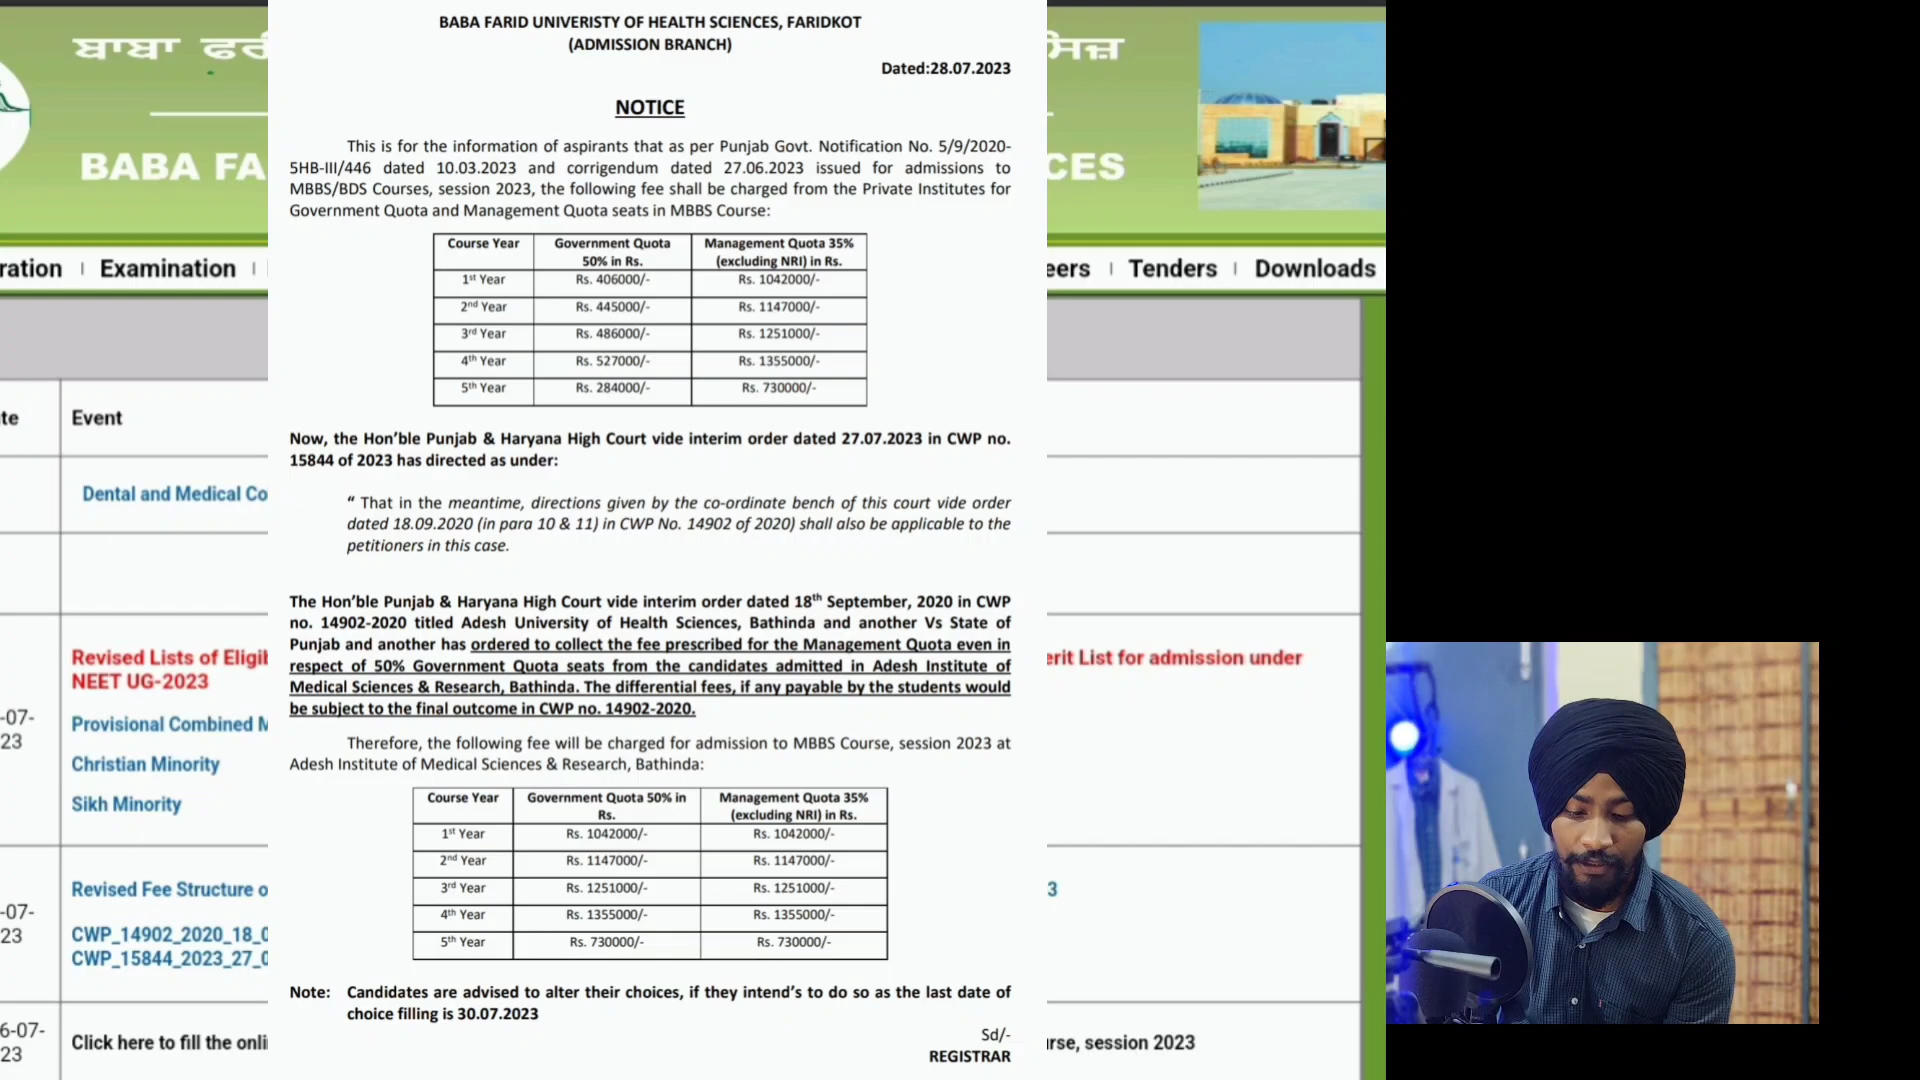 BABA FARID UNIVERISTY OF HEALTH SCIENCES, FARIDKOT
(ADMISSION BRANCH)
Dated:28.07.2023
NOTICE
This is for the information of aspirants that as per Punjab Govt. Notification No. 5/9/2020-
5HB-III/446 dated 10.03.2023 and corrigendum dated 27.06.2023 issued for admissions to
MBBS/BDS Courses, session 2023, the following fee shall be charged from the Private Institutes for
Government Quota and Management Quota seats in MBBS Course:
Course Year Government Quota 50% in Rs. Management Quota 35% (excluding NRI) in Rs.
1st Year Rs. 406000/- Rs. 1042000/-
2nd Year Rs. 445000/- Rs. 1147000/-
3rd Year Rs. 486000/- Rs. 1251000/-
4th Year Rs. 527000/- Rs. 1355000/-
5th Year Rs. 284000/- Rs. 730000/-
Now, the Hon’ble Punjab & Haryana High Court vide interim order dated 27.07.2023 in CWP no.
15844 of 2023 has directed as under:
“ That in the meantime, directions given by the co-ordinate bench of this court vide order
dated 18.09.2020 (in para 10 & 11) in CWP No. 14902 of 2020) shall also be applicable to the
petitioners in this case.
The Hon’ble Punjab & Haryana High Court vide interim order dated 18th September, 2020 in CWP
no. 14902-2020 titled Adesh University of Health Sciences, Bathinda and another Vs State of
Punjab and another has ordered to collect the fee prescribed for the Management Quota even in
respect of 50% Government Quota seats from the candidates admitted in Adesh Institute of
Medical Sciences & Research, Bathinda. The differential fees, if any payable by the students would
be subject to the final outcome in CWP no. 14902-2020.
Therefore, the following fee will be charged for admission to MBBS Course, session 2023 at
Adesh Institute of Medical Sciences & Research, Bathinda:
Course Year Government Quota 50% in Rs. Management Quota 35% (excluding NRI) in Rs.
1st Year Rs. 1042000/- Rs. 1042000/-
2nd Year Rs. 1147000/- Rs. 1147000/-
3rd Year Rs. 1251000/- Rs. 1251000/-
4th Year Rs. 1355000/- Rs. 1355000/-
5th Year Rs. 730000/- Rs. 730000/-
Note: Candidates are advised to alter their choices, if they intend’s to do so as the last date of
choice filling is 30.07.2023
Sd/-
REGISTRAR
ਬਾਬਾ ਫਰੀ
ਸਿਜ਼
BABA FA
CES
ration Examination
eers Tenders Downloads
te Event
Dental and Medical Co
Revised Lists of Eligib
erit List for admission under
NEET UG-2023
-07-
23
Provisional Combined M
Christian Minority
Sikh Minority
-07-
23
Revised Fee Structure o
3
CWP_14902_2020_18_0
CWP_15844_2023_27_0
6-07-
23
Click here to fill the onli
rse, session 2023